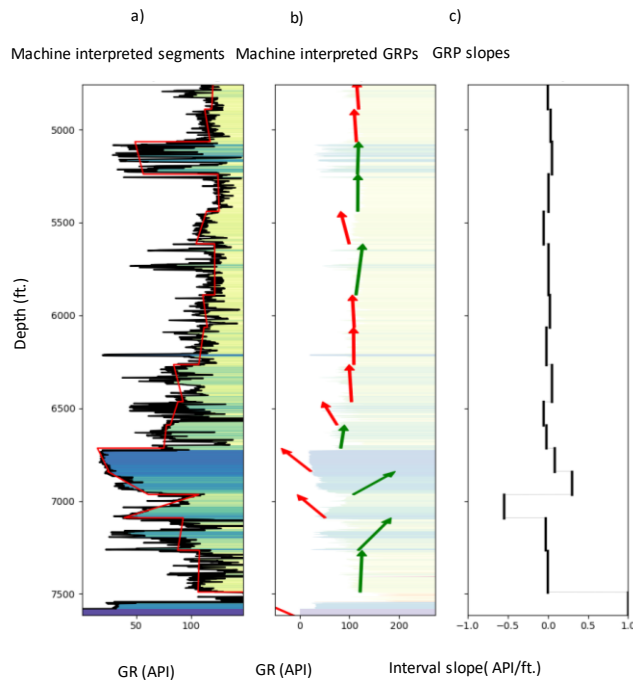 a) b) c)
Machine interpreted segments Machine interpreted GRPs GRP slopes
5000
5500
6000
6500
7000
7500
Depth (ft.)
50 100 0 100 200 −1.0 −0.5 0.0 0.5 1.0
GR (API) GR (API) Interval slope( API/ft.)